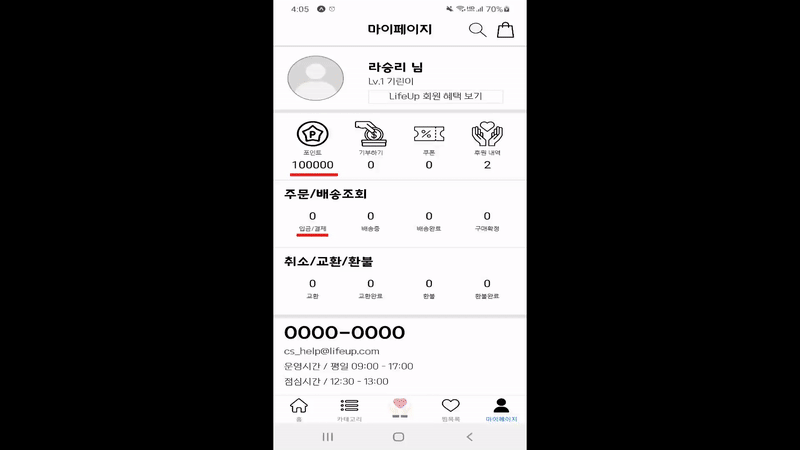 4:05
70%
마이페이지
라승리 님
Lv.1 기린이
LifeUp 회원 혜택 보기
포인트 기부하기 쿠폰 후원 내역
100000 0 0 2
주문/배송조회
0 0 0 0
입금/결제 배송중 배송완료 구매확정
취소/교환/환불
0 0 0 0
교환 교환완료 환불 환불완료
0000-0000
cs_help@lifeup.com
운영시간 / 평일 09:00 - 17:00
점심시간 / 12:30 - 13:00
홈 카테고리 찜목록 마이페이지